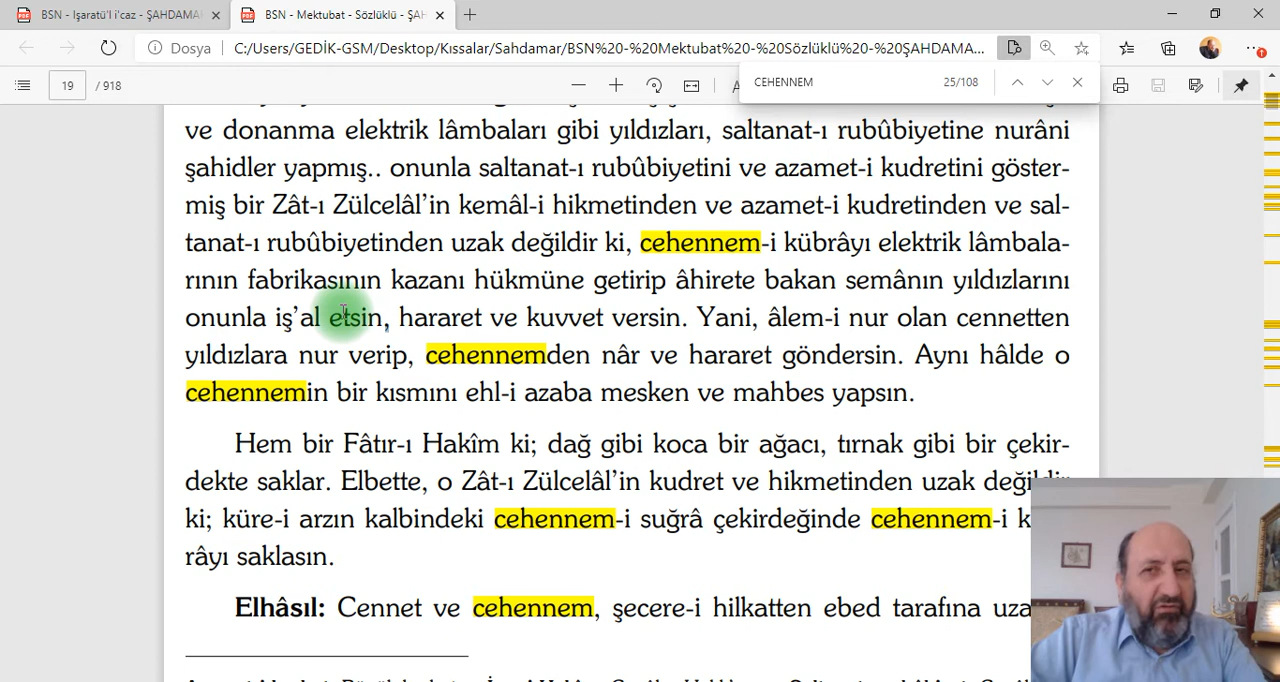 BSN - Işaratü'l i'caz - ŞAHDAMA
BSN - Mektubat - Sözlüklü - ŞAH
Dosya
C:/Users/GEDİK-GSM/Desktop/Kıssalar/Sahdamar/BSN%20-%20Mektubat%20-%20Sözlüklü%20-%20ŞAHDAMA...
19 / 918
CEHENNEM 25/108
ve donanma elektrik lâmbaları gibi yıldızları, saltanat-ı rubûbiyetine nurâni
şahidler yapmış.. onunla saltanat-ı rubûbiyetini ve azamet-i kudretini göster-
miş bir Zât-ı Zülcelâl'in kemâl-i hikmetinden ve azamet-i kudretinden ve sal-
tanat-ı rubûbiyetinden uzak değildir ki, cehennem-i kübrâyı elektrik lâmbala-
rının fabrikasının kazanı hükmüne getirip âhirete bakan semânın yıldızlarını
onunla iş'al etsin, hararet ve kuvvet versin. Yani, âlem-i nur olan cennetten
yıldızlara nur verip, cehennemden nâr ve hararet göndersin. Aynı hâlde o
cehennemin bir kısmını ehl-i azaba mesken ve mahbes yapsın.
Hem bir Fâtır-ı Hakîm ki; dağ gibi koca bir ağacı, tırnak gibi bir çekir-
dekte saklar. Elbette, o Zât-ı Zülcelâl'in kudret ve hikmetinden uzak değildir
ki; küre-i arzın kalbindeki cehennem-i suğrâ çekirdeğinde cehennem-i k
râyı saklasın.
Elhâsıl: Cennet ve cehennem, şecere-i hilkatten ebed tarafına uza